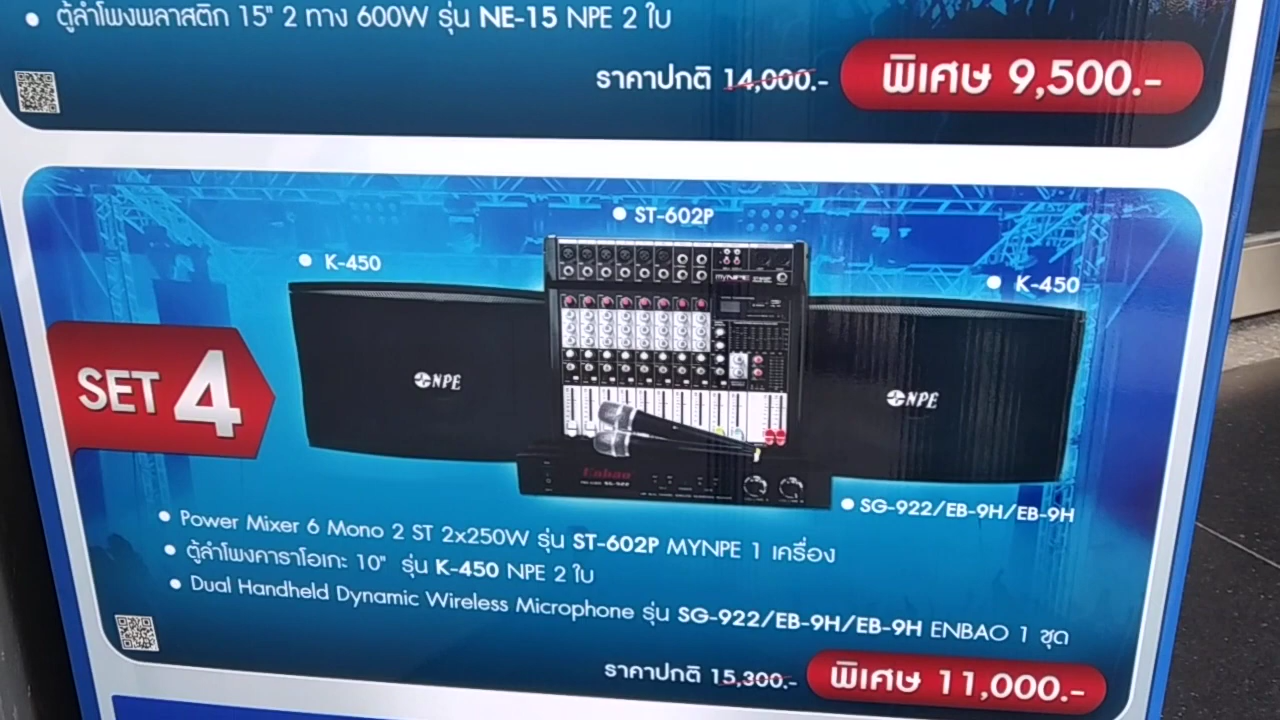 • ตู้ลำโพงพลาสติก 15" 2 ทาง 600W รุ่น NE-15 NPE 2 ใบ
ราคาปกติ 14,000.- พิเศษ 9,500.-
• ST-602P
• K-450
• K-450
myNPE
SET 4
NPE
NPE
Enbao
SG-922
• SG-922/EB-9H/EB-9H
• Power Mixer 6 Mono 2 ST 2x250W รุ่น ST-602P MYNPE 1 เครื่อง
• ตู้ลำโพงคาราโอเกะ 10" รุ่น K-450 NPE 2 ใบ
• Dual Handheld Dynamic Wireless Microphone รุ่น SG-922/EB-9H/EB-9H ENBAO 1 ชุด
ราคาปกติ 15,300.- พิเศษ 11,000.-